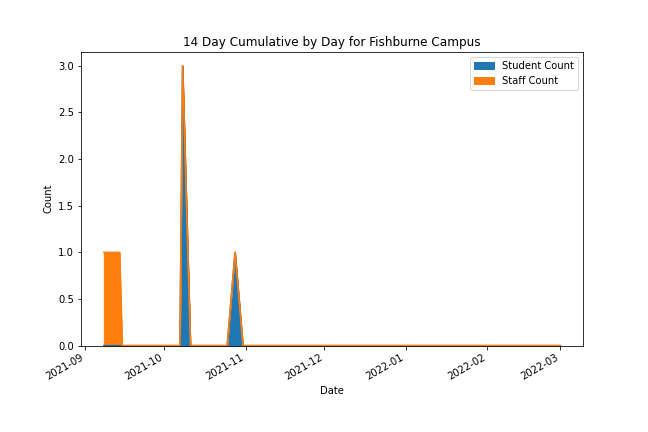 14 Day Cumulative by Day for Fishburne Campus
Student Count
Staff Count
3.0
2.5
2.0
1.5
1.0
0.5
0.0
Count
2021-09
2021-10
2021-11
2021-12
2022-01
2022-02
2022-03
Date